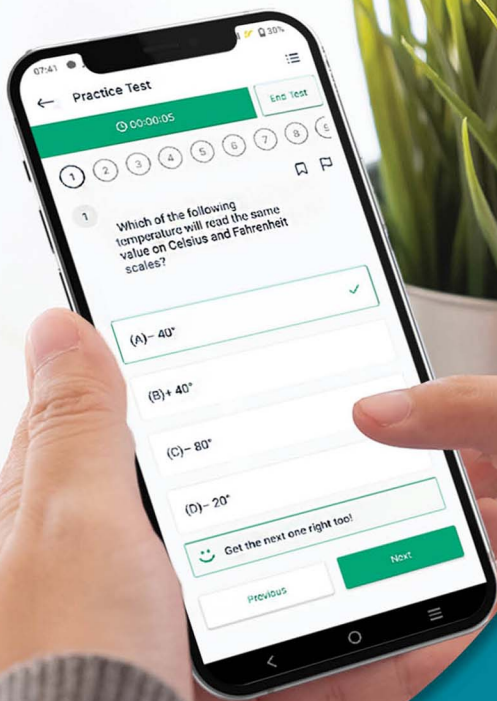 07:41
30%
Practice Test
00:00:05
End Test
1 2 3 4 5 6 7 8 9
1
Which of the following
temperature will read the same
value on Celsius and Fahrenheit
scales?
(A)– 40°
(B)+ 40°
(C)– 80°
(D)– 20°
Get the next one right too!
Previous
Next